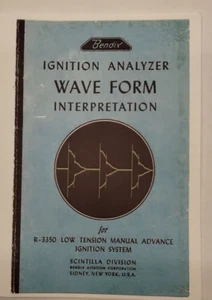 Bendix
IGNITION ANALYZER
WAVE FORM
INTERPRETATION
for
R-3350 LOW TENSION MANUAL ADVANCE
IGNITION SYSTEM
SCINTILLA DIVISION
BENDIX AVIATION CORPORATION
SIDNEY, NEW YORK, U.S.A.